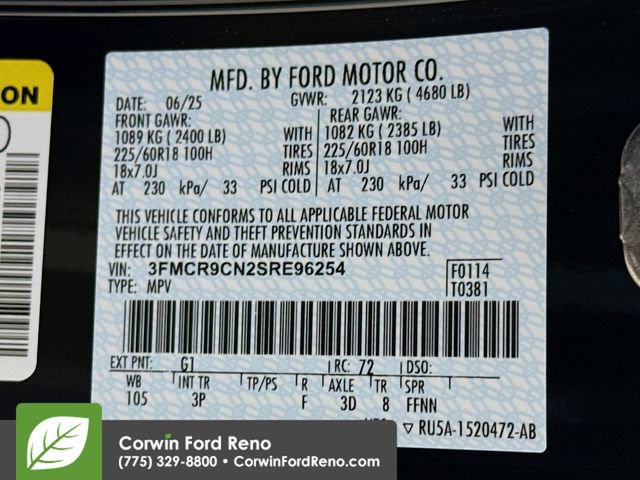 ON
MFD. BY FORD MOTOR CO.
DATE: 06/25 GVWR: 2123 KG (4680 LB)
FRONT GAWR: REAR GAWR:
1089 KG (2400 LB) WITH 1082 KG (2385 LB) WITH
225/60R18 100H TIRES 225/60R18 100H TIRES
18x7.0J RIMS 18x7.0J RIMS
AT 230 kPa/ 33 PSI COLD AT 230 kPa/ 33 PSI COLD
THIS VEHICLE CONFORMS TO ALL APPLICABLE FEDERAL MOTOR
VEHICLE SAFETY AND THEFT PREVENTION STANDARDS IN
EFFECT ON THE DATE OF MANUFACTURE SHOWN ABOVE.
VIN: 3FMCR9CN2SRE96254 F0114
TYPE: MPV T0381
EXT PNT: G1 RC: 72 DSO:
WB INT TR TP/PS R AXLE TR SPR
105 3P F 3D 8 FFNN
RU5A-1520472-AB
Corwin Ford Reno
(775) 329-8800 • CorwinFordReno.com